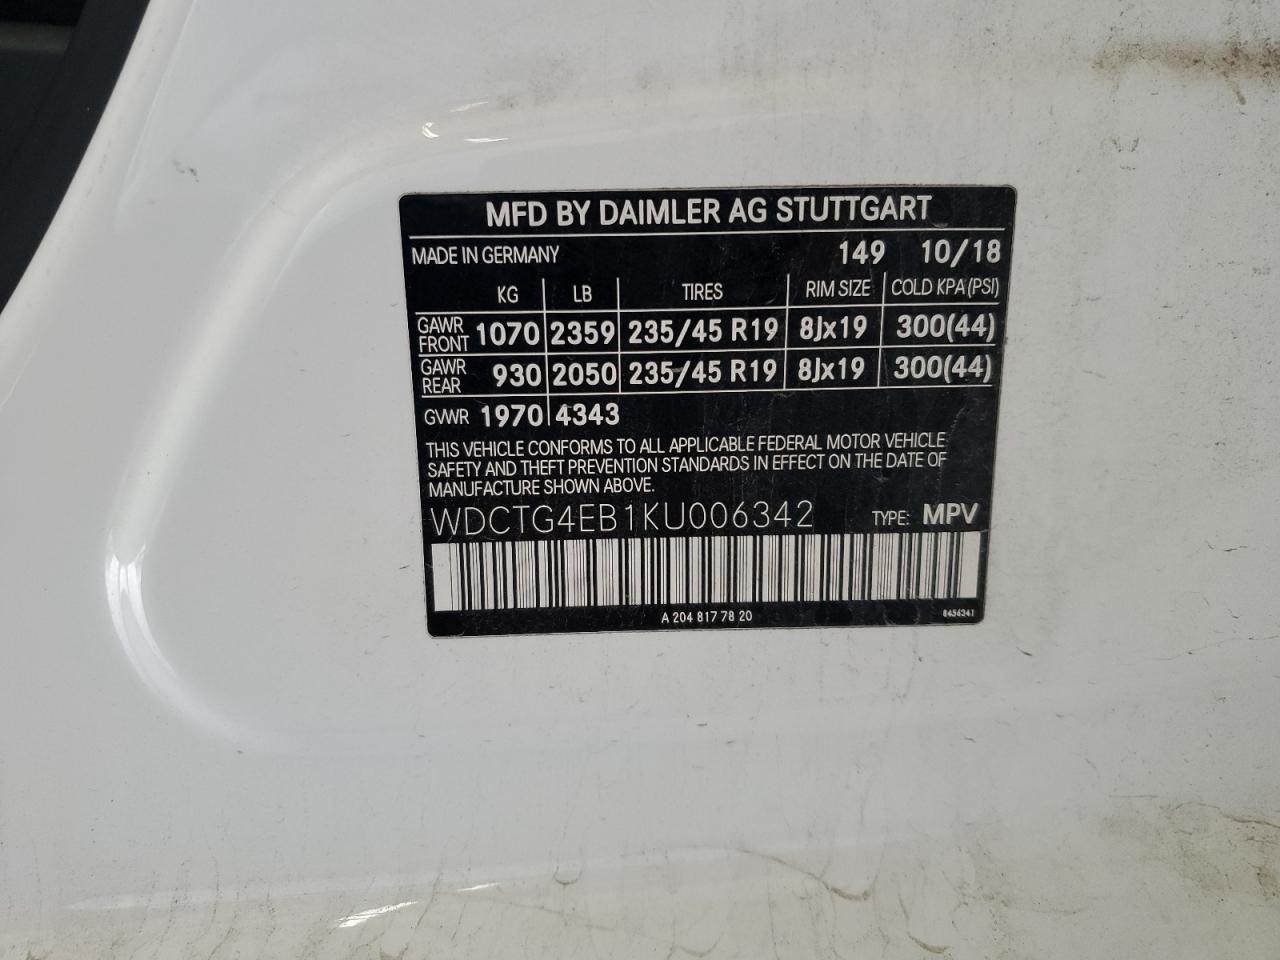 MFD BY DAIMLER AG STUTTGART
MADE IN GERMANY 149 10/18
KG LB TIRES RIM SIZE COLD KPA (PSI)
GAWR FRONT 1070 2359 235/45 R19 8Jx19 300(44)
GAWR REAR 930 2050 235/45 R19 8Jx19 300(44)
GVWR 1970 4343
THIS VEHICLE CONFORMS TO ALL APPLICABLE FEDERAL MOTOR VEHICLE
SAFETY AND THEFT PREVENTION STANDARDS IN EFFECT ON THE DATE OF
MANUFACTURE SHOWN ABOVE.
WDCTG4EB1KU006342 TYPE: MPV
A 204 817 78 20 8456341